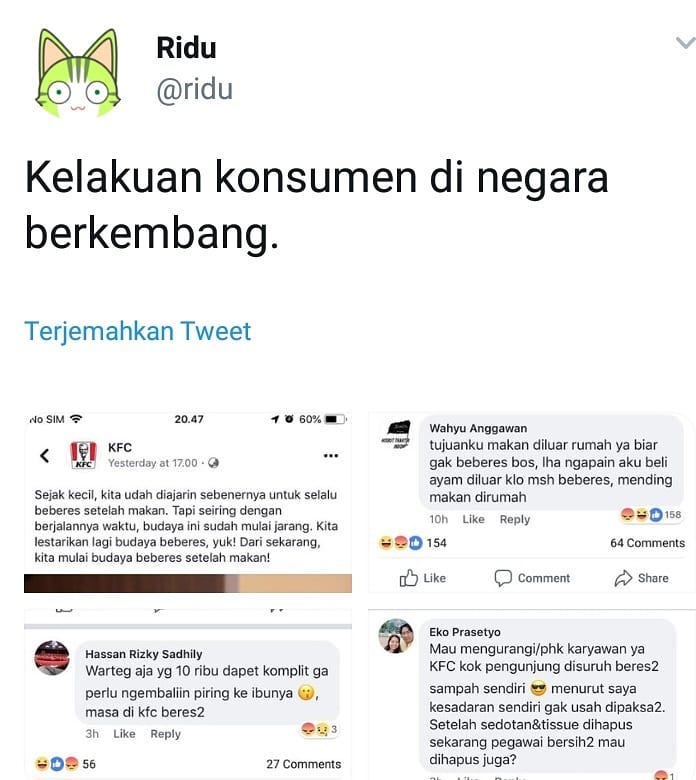 Ridu
@ridu
Kelakuan konsumen di negara
berkembang.
Terjemahkan Tweet
No SIM 20.47 60%
KFC
KFC
Yesterday at 17.00 ·
Sejak kecil, kita udah diajarin sebenernya untuk selalu
beberes setelah makan. Tapi seiring dengan
berjalannya waktu, budaya ini sudah mulai jarang. Kita
lestarikan lagi budaya beberes, yuk! Dari sekarang,
kita mulai budaya beberes setelah makan!
Wahyu Anggawan
tujuanku makan diluar rumah ya biar
gak beberes bos, lha ngapain aku beli
ayam diluar klo msh beberes, mending
makan dirumah
10h Like Reply 158
154 64 Comments
Like Comment Share
Hassan Rizky Sadhily
Warteg aja yg 10 ribu dapet komplit ga
perlu ngembaliin piring ke ibunya 😗,
masa di kfc beres2
3h Like Reply 3
56 27 Comments
Eko Prasetyo
Mau mengurangi/phk karyawan ya
KFC kok pengunjung disuruh beres2
sampah sendiri 😎 menurut saya
kesadaran sendiri gak usah dipaksa2.
Setelah sedotan&tissue dihapus
sekarang pegawai bersih2 mau
dihapus juga?